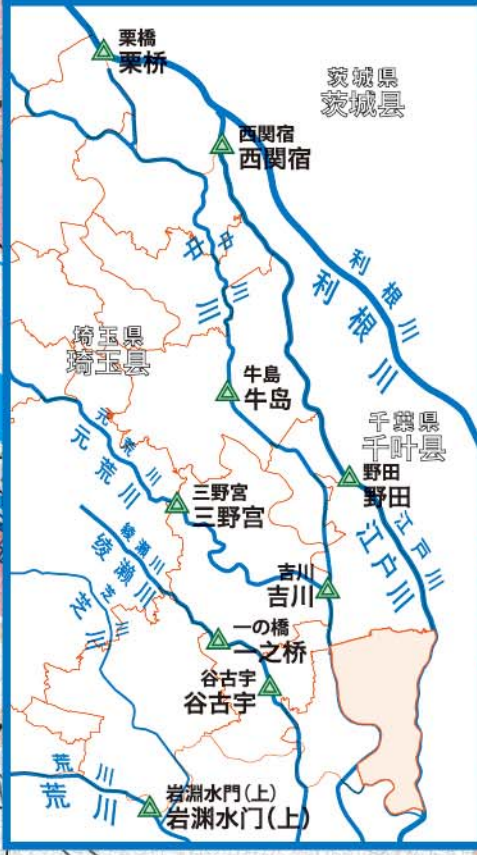 栗橋
栗桥
茨城県
茨城县
西関宿
西関宿
中川
中川
利根川
利根川
埼玉県
埼玉县
牛島
牛岛
千葉県
千叶县
元荒川
元荒川
野田
野田
三野宮
三野宫
綾瀬川
绫濑川
江戸川
江户川
吉川
吉川
芝川
芝川
一の橋
一之桥
谷古宇
谷古宇
荒川
荒川
岩淵水門(上)
岩渊水门(上)